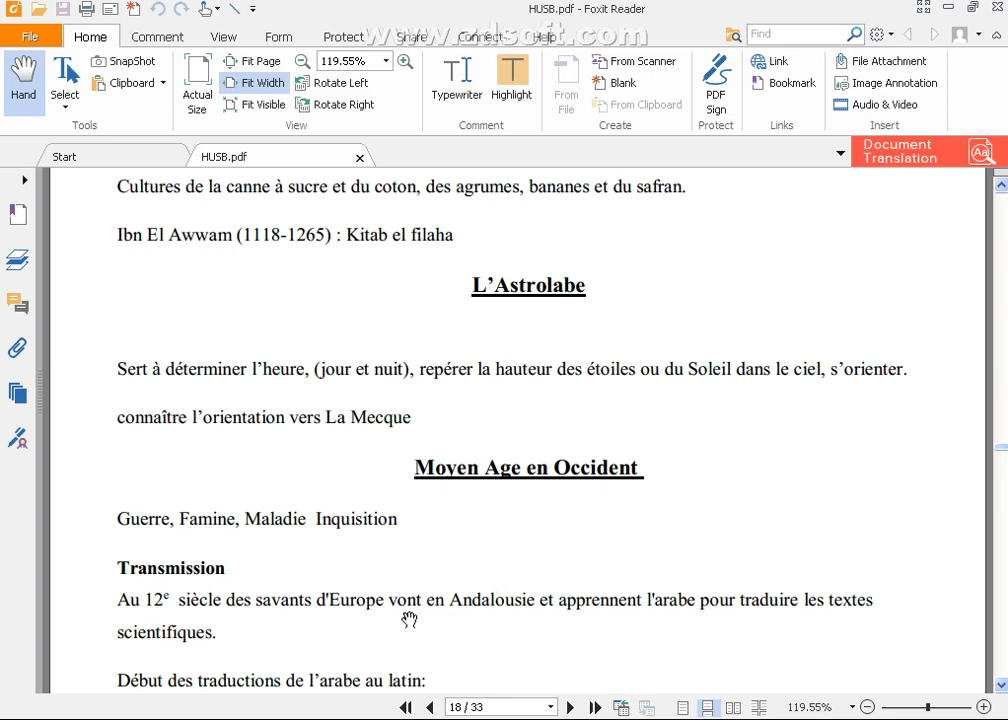 HUSB.pdf - Foxit Reader
File Home Comment View Form Protect Share Connect Help Find
www.zdsoft.com
SnapShot Fit Page 119.55% From Scanner Link File Attachment
Hand Select Clipboard Actual Size Fit Width Rotate Left Typewriter Highlight From File Blank PDF Sign Bookmark Image Annotation
Fit Visible Rotate Right From Clipboard Audio & Video
Tools View Comment Create Protect Links Insert
Start HUSB.pdf Document Translation
Cultures de la canne à sucre et du coton, des agrumes, bananes et du safran.
Ibn El Awwam (1118-1265) : Kitab el filaha
L’Astrolabe
Sert à déterminer l’heure, (jour et nuit), repérer la hauteur des étoiles ou du Soleil dans le ciel, s’orienter.
connaître l’orientation vers La Mecque
Moyen Age en Occident
Guerre, Famine, Maladie Inquisition
Transmission
Au 12e siècle des savants d'Europe vont en Andalousie et apprennent l'arabe pour traduire les textes
scientifiques.
Début des traductions de l’arabe au latin:
18 / 33 119.55%